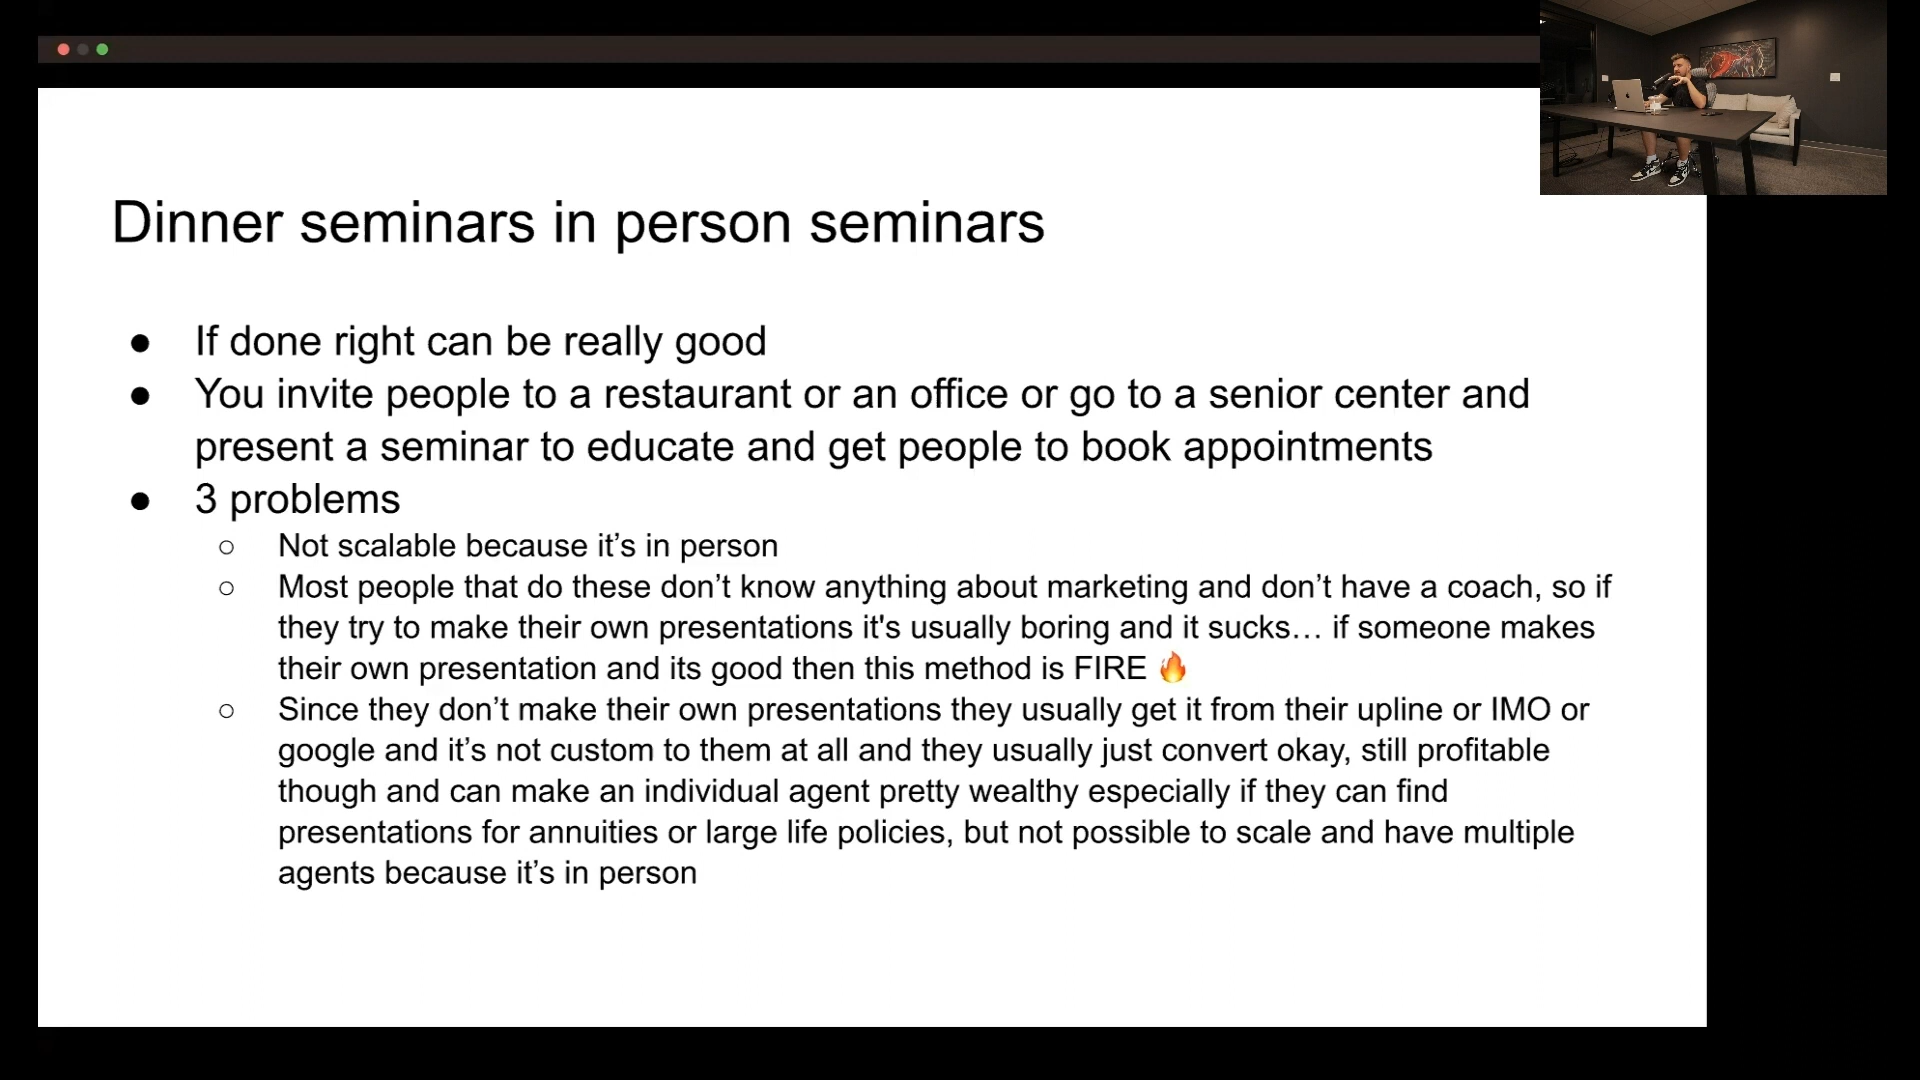 Dinner seminars in person seminars
● If done right can be really good
● You invite people to a restaurant or an office or go to a senior center and
present a seminar to educate and get people to book appointments
● 3 problems
○ Not scalable because it’s in person
○ Most people that do these don’t know anything about marketing and don’t have a coach, so if
they try to make their own presentations it's usually boring and it sucks… if someone makes
their own presentation and its good then this method is FIRE 🔥
○ Since they don’t make their own presentations they usually get it from their upline or IMO or
google and it’s not custom to them at all and they usually just convert okay, still profitable
though and can make an individual agent pretty wealthy especially if they can find
presentations for annuities or large life policies, but not possible to scale and have multiple
agents because it’s in person